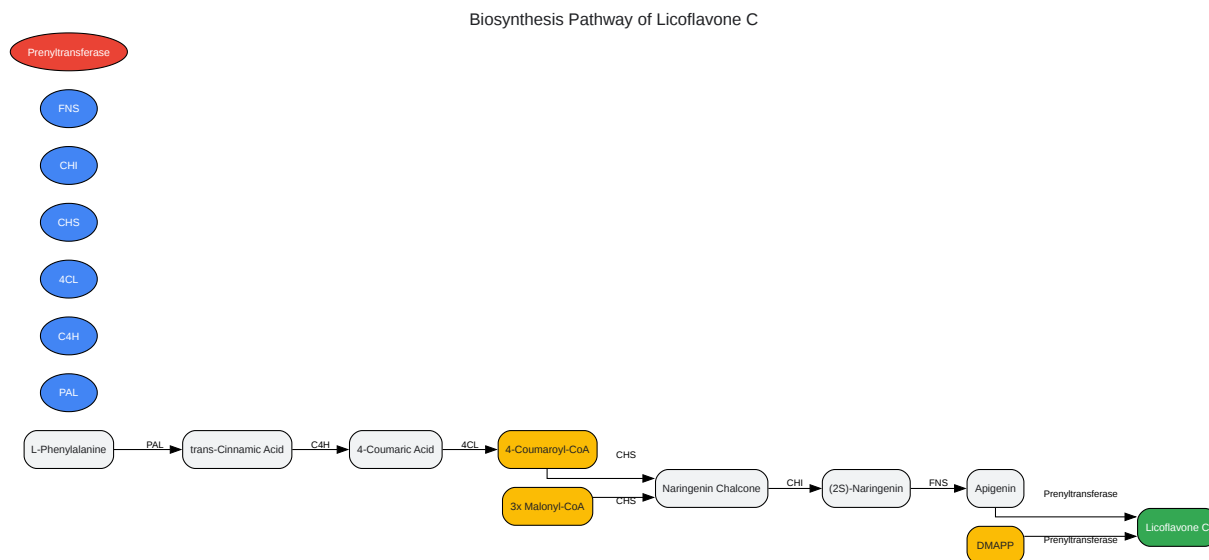 Biosynthesis Pathway of Licoflavone C
Prenyltransferase
FNS
CHI
CHS
4CL
C4H
PAL
L-Phenylalanine
PAL
trans-Cinnamic Acid
C4H
4-Coumaric Acid
4CL
4-Coumaroyl-CoA
CHS
3x Malonyl-CoA
CHS
Naringenin Chalcone
CHI
(2S)-Naringenin
FNS
Apigenin
Prenyltransferase
DMAPP
Prenyltransferase
Licoflavone C